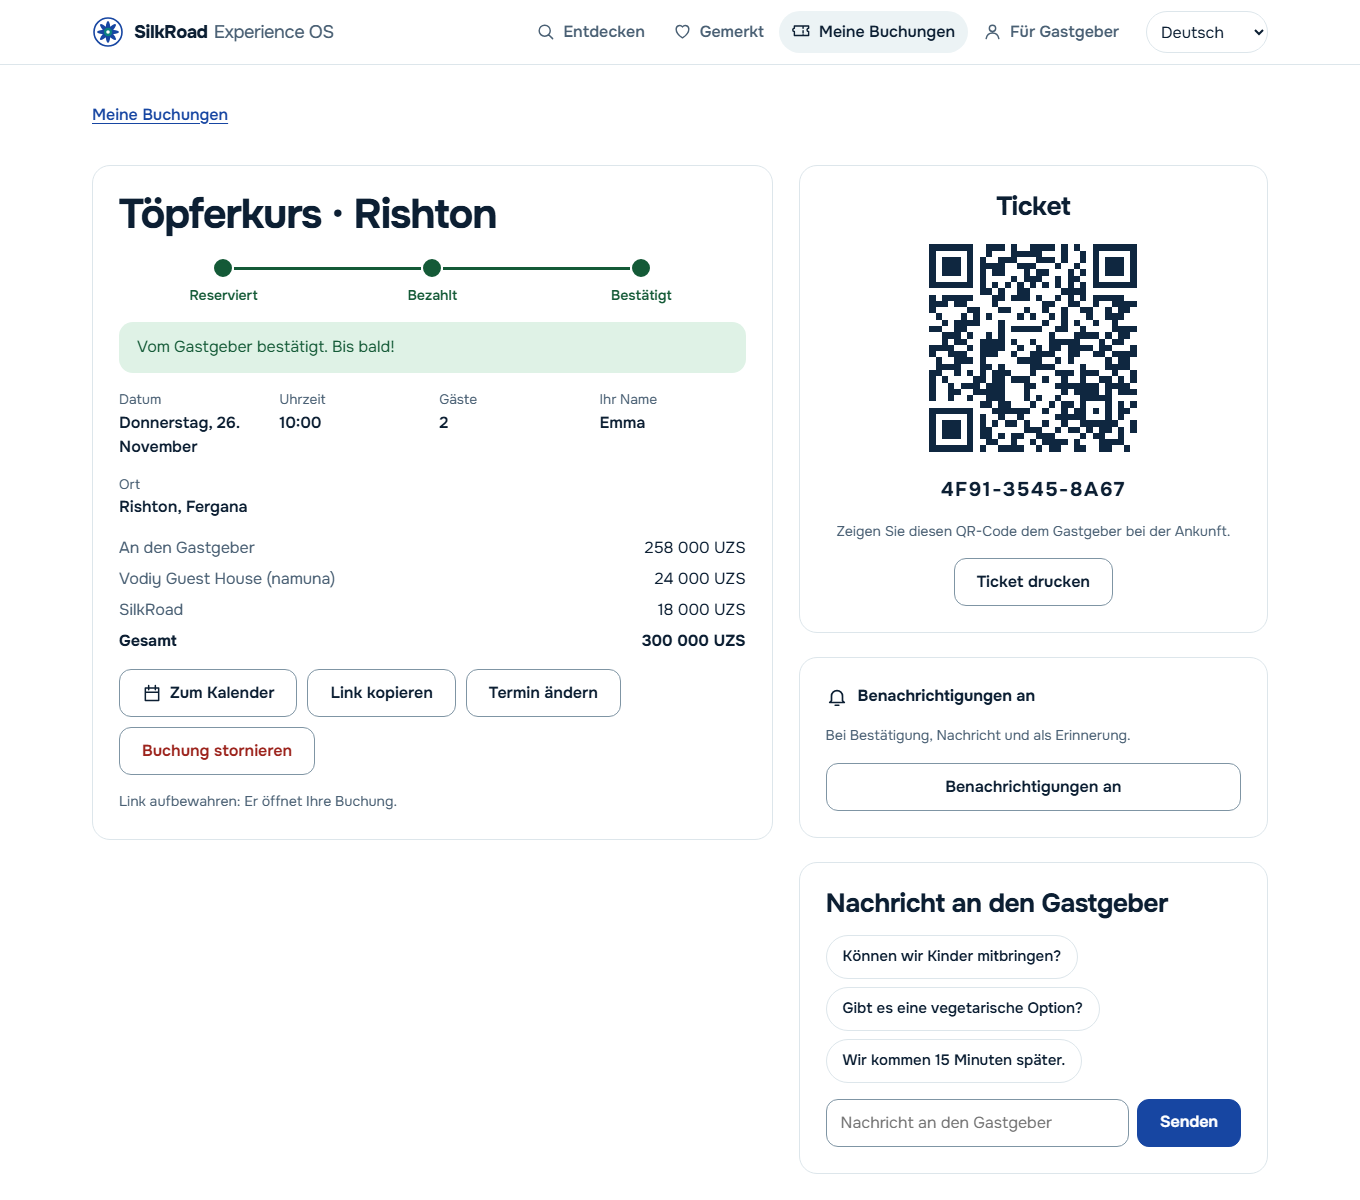 SilkRoad Experience OS
Entdecken
Gemerkt
Meine Buchungen
Für Gastgeber
Deutsch
Meine Buchungen
Töpferkurs · Rishton
Reserviert
Bezahlt
Bestätigt
Vom Gastgeber bestätigt. Bis bald!
Datum
Donnerstag, 26.
November
Uhrzeit
10:00
Gäste
2
Ihr Name
Emma
Ort
Rishton, Fergana
An den Gastgeber 258 000 UZS
Vodiy Guest House (namuna) 24 000 UZS
SilkRoad 18 000 UZS
Gesamt 300 000 UZS
Zum Kalender
Link kopieren
Termin ändern
Buchung stornieren
Link aufbewahren: Er öffnet Ihre Buchung.
Ticket
4F91-3545-8A67
Zeigen Sie diesen QR-Code dem Gastgeber bei der Ankunft.
Ticket drucken
Benachrichtigungen an
Bei Bestätigung, Nachricht und als Erinnerung.
Benachrichtigungen an
Nachricht an den Gastgeber
Können wir Kinder mitbringen?
Gibt es eine vegetarische Option?
Wir kommen 15 Minuten später.
Nachricht an den Gastgeber
Senden